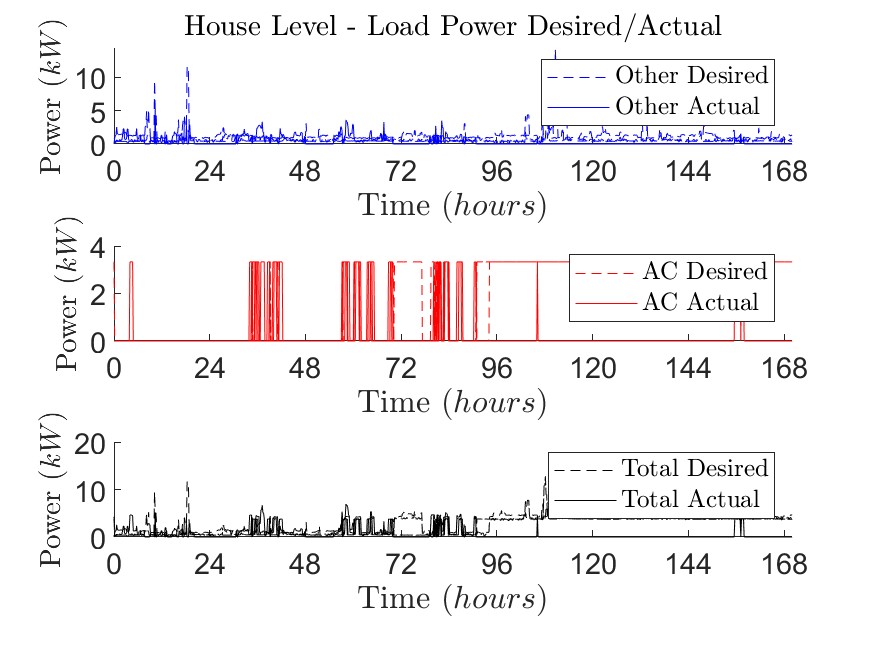 House Level - Load Power Desired/Actual
Power (kW)
10
5
0
Other Desired
Other Actual
0 24 48 72 96 120 144 168
Time (hours)
Power (kW)
4
2
0
AC Desired
AC Actual
0 24 48 72 96 120 144 168
Time (hours)
Power (kW)
20
10
0
Total Desired
Total Actual
0 24 48 72 96 120 144 168
Time (hours)